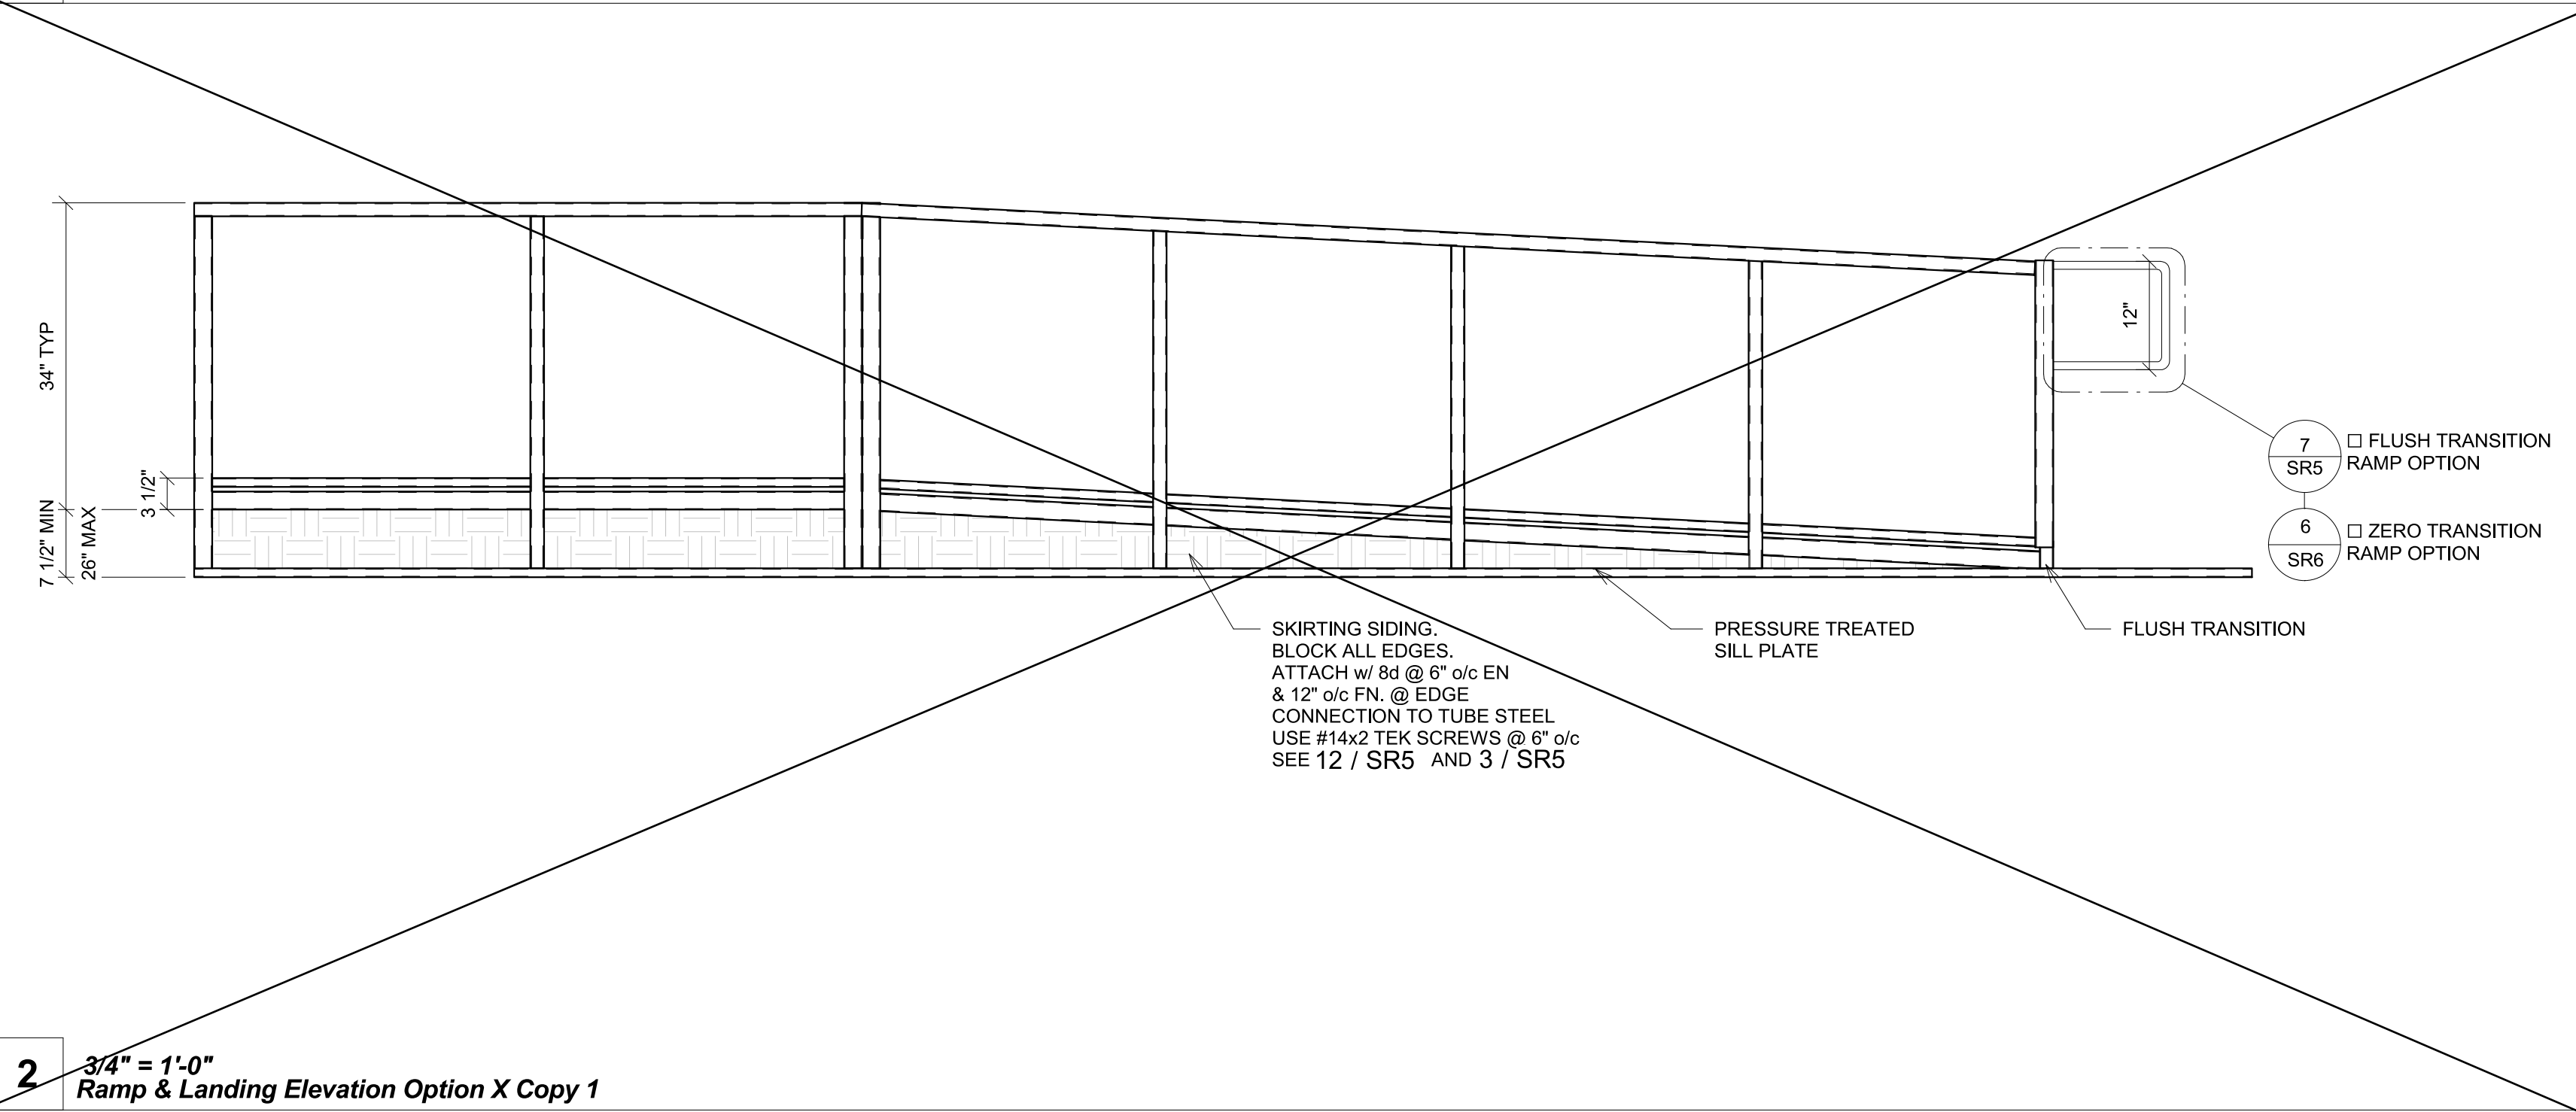 34" TYP
7 1/2" MIN
26" MAX
3 1/2"
12"
7
SR5
□ FLUSH TRANSITION
RAMP OPTION
6
SR6
□ ZERO TRANSITION
RAMP OPTION
SKIRTING SIDING.
BLOCK ALL EDGES.
ATTACH w/ 8d @ 6" o/c EN
& 12" o/c FN. @ EDGE
CONNECTION TO TUBE STEEL
USE #14x2 TEK SCREWS @ 6" o/c
SEE 12 / SR5 AND 3 / SR5
PRESSURE TREATED
SILL PLATE
FLUSH TRANSITION
2
3/4" = 1'-0"
Ramp & Landing Elevation Option X Copy 1